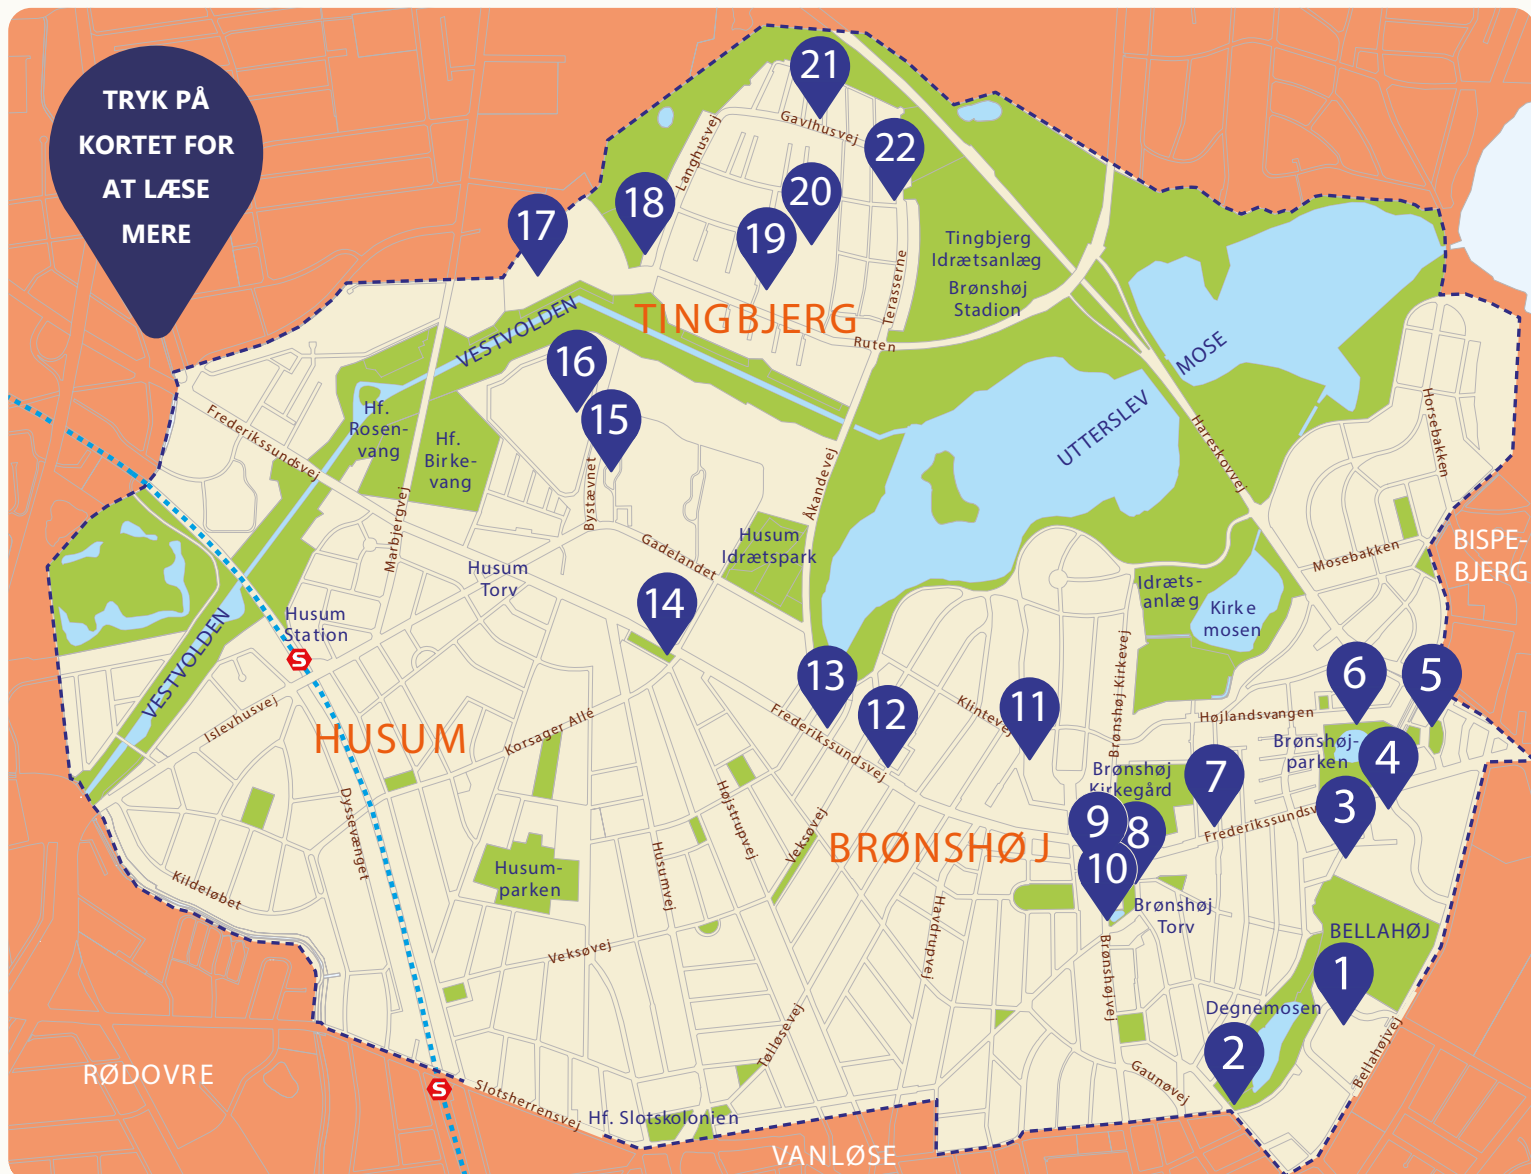 TRYK PÅ
KORTET FOR
AT LÆSE
MERE
21
Gavlhusvej
22
Langhusvej
18
20
17
19
Tingbjerg
Idrætsanlæg
Brønshøj
Stadion
Terasserne
TINGBJERG
VESTVOLDEN
Ruten
MOSE
UTTERSLEV
16
15
Hf.
Rosen-
vang
Hf.
Birke-
vang
Frederikssundsvej
Marbjergvej
Bystævnet
Åkandevej
Hareskovvej
Horsebakken
Husum
Idrætspark
Gadelandet
Husum
Torv
Mosebakken
BISPE-
BJERG
Idræts-
anlæg
Kirke
mosen
14
Husum
Station
S
VESTVOLDEN
Islevhusvej
HUSUM
Korsager Allé
13
12
11
Frederikssundsvej
Klintevej
Brønshøj Kirkevej
6
5
Højlandsvangen
Brønshøj-
parken
4
7
3
Brønshøj
Kirkegård
Frederikssundsv
9
8
10
BRØNSHØJ
Dyssevænget
Højstrupvej
Veksøvej
Husumvej
Husum-
parken
Kildeløbet
Veksøvej
Havdrupvej
Brønshøj
Torv
Brønshøjvej
BELLAHØJ
1
Degnemosen
2
Bellahøjvej
Gaunøvej
Tølløsevej
RØDOVRE
S
Slotsherrensvej
Hf. Slotskolonien
VANLØSE